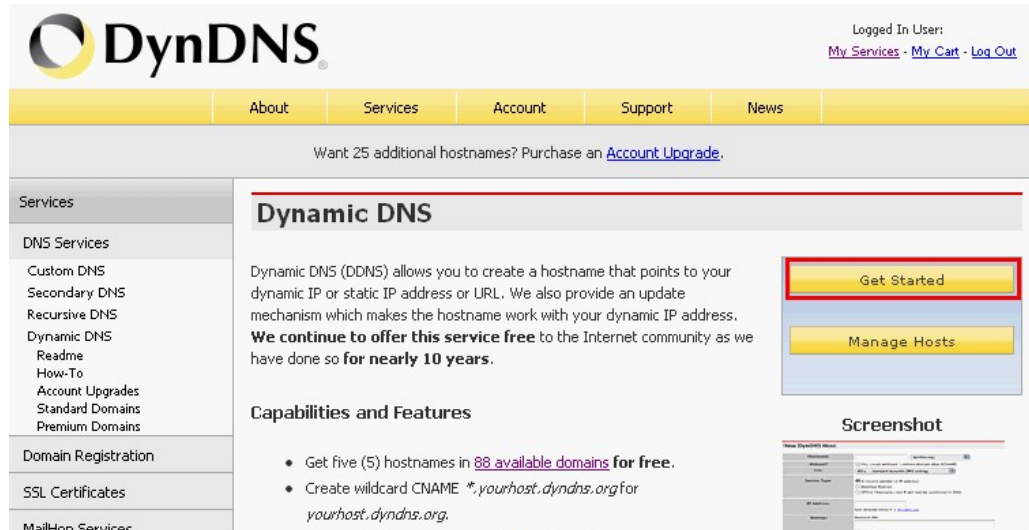 DynDNS®
Logged In User:
My Services - My Cart - Log Out
About Services Account Support News
Want 25 additional hostnames? Purchase an Account Upgrade.
Services
DNS Services
Custom DNS
Secondary DNS
Recursive DNS
Dynamic DNS
Readme
How-To
Account Upgrades
Standard Domains
Premium Domains
Domain Registration
SSL Certificates
MailHop Services
Dynamic DNS
Dynamic DNS (DDNS) allows you to create a hostname that points to your
dynamic IP or static IP address or URL. We also provide an update
mechanism which makes the hostname work with your dynamic IP address.
We continue to offer this service free to the Internet community as we
have done so for nearly 10 years.
Capabilities and Features
• Get five (5) hostnames in 88 available domains for free.
• Create wildcard CNAME *.yourhost.dyndns.org for
yourhost.dyndns.org.
Get Started
Manage Hosts
Screenshot
New DynDNS Host